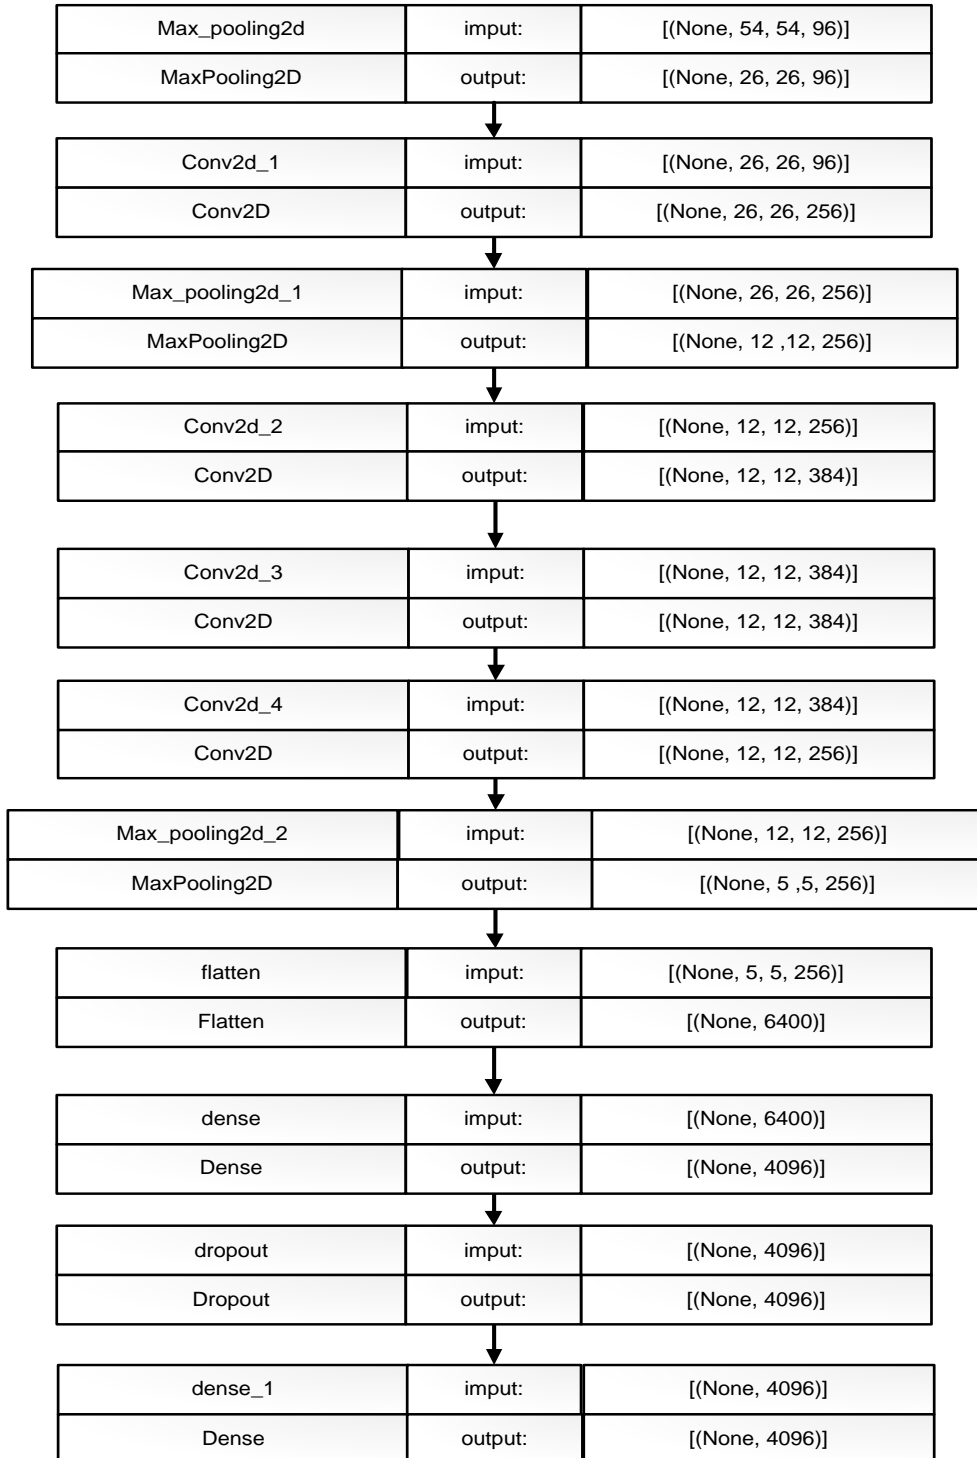 Max_pooling2d imput: [(None, 54, 54, 96)]
MaxPooling2D output: [(None, 26, 26, 96)]
Conv2d_1 imput: [(None, 26, 26, 96)]
Conv2D output: [(None, 26, 26, 256)]
Max_pooling2d_1 imput: [(None, 26, 26, 256)]
MaxPooling2D output: [(None, 12 ,12, 256)]
Conv2d_2 imput: [(None, 12, 12, 256)]
Conv2D output: [(None, 12, 12, 384)]
Conv2d_3 imput: [(None, 12, 12, 384)]
Conv2D output: [(None, 12, 12, 384)]
Conv2d_4 imput: [(None, 12, 12, 384)]
Conv2D output: [(None, 12, 12, 256)]
Max_pooling2d_2 imput: [(None, 12, 12, 256)]
MaxPooling2D output: [(None, 5 ,5, 256)]
flatten imput: [(None, 5, 5, 256)]
Flatten output: [(None, 6400)]
dense imput: [(None, 6400)]
Dense output: [(None, 4096)]
dropout imput: [(None, 4096)]
Dropout output: [(None, 4096)]
dense_1 imput: [(None, 4096)]
Dense output: [(None, 4096)]